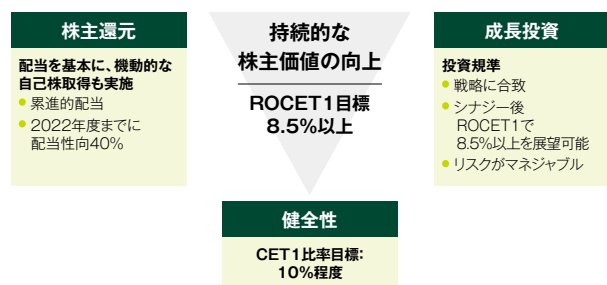 株主還元
配当を基本に、機動的な
自己株取得も実施
● 累進的配当
● 2022年度までに
配当性向40%
持続的な
株主価値の向上
ROCET1目標
8.5%以上
成長投資
投資規準
● 戦略に合致
● シナジー後
ROCET1で
8.5%以上を展望可能
● リスクがマネジャブル
健全性
CET1比率目標:
10%程度